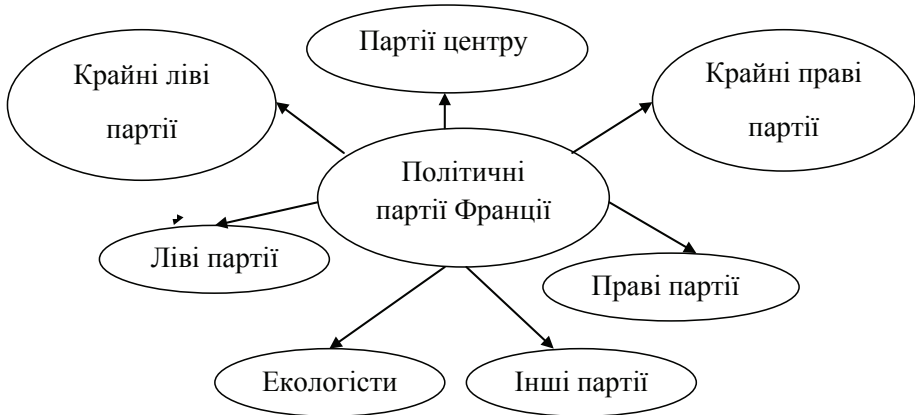 Партії центру
Крайні ліві
партії
Крайні праві
партії
Політичні
партії Франції
Ліві партії
Праві партії
Екологісти
Інші партії